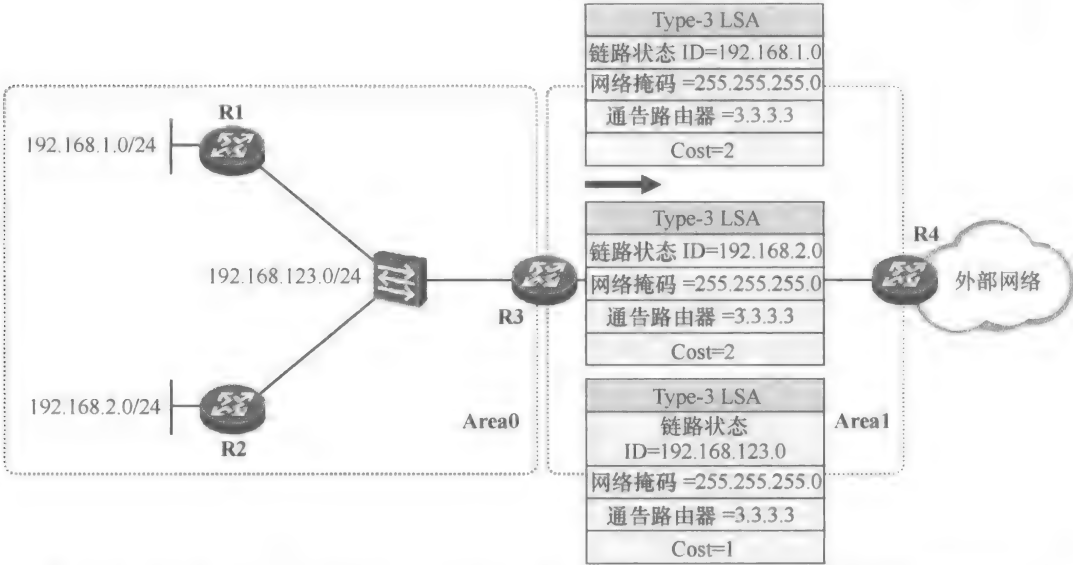 Type-3 LSA
链路状态 ID=192.168.1.0
网络掩码 =255.255.255.0
通告路由器 =3.3.3.3
Cost=2
R1
192.168.1.0/24
Type-3 LSA
链路状态 ID=192.168.2.0
网络掩码 =255.255.255.0
通告路由器 =3.3.3.3
Cost=2
192.168.123.0/24
R3
R4
外部网络
192.168.2.0/24
R2
Area0
Type-3 LSA
链路状态
ID=192.168.123.0
网络掩码 =255.255.255.0
通告路由器 =3.3.3.3
Cost=1
Area1